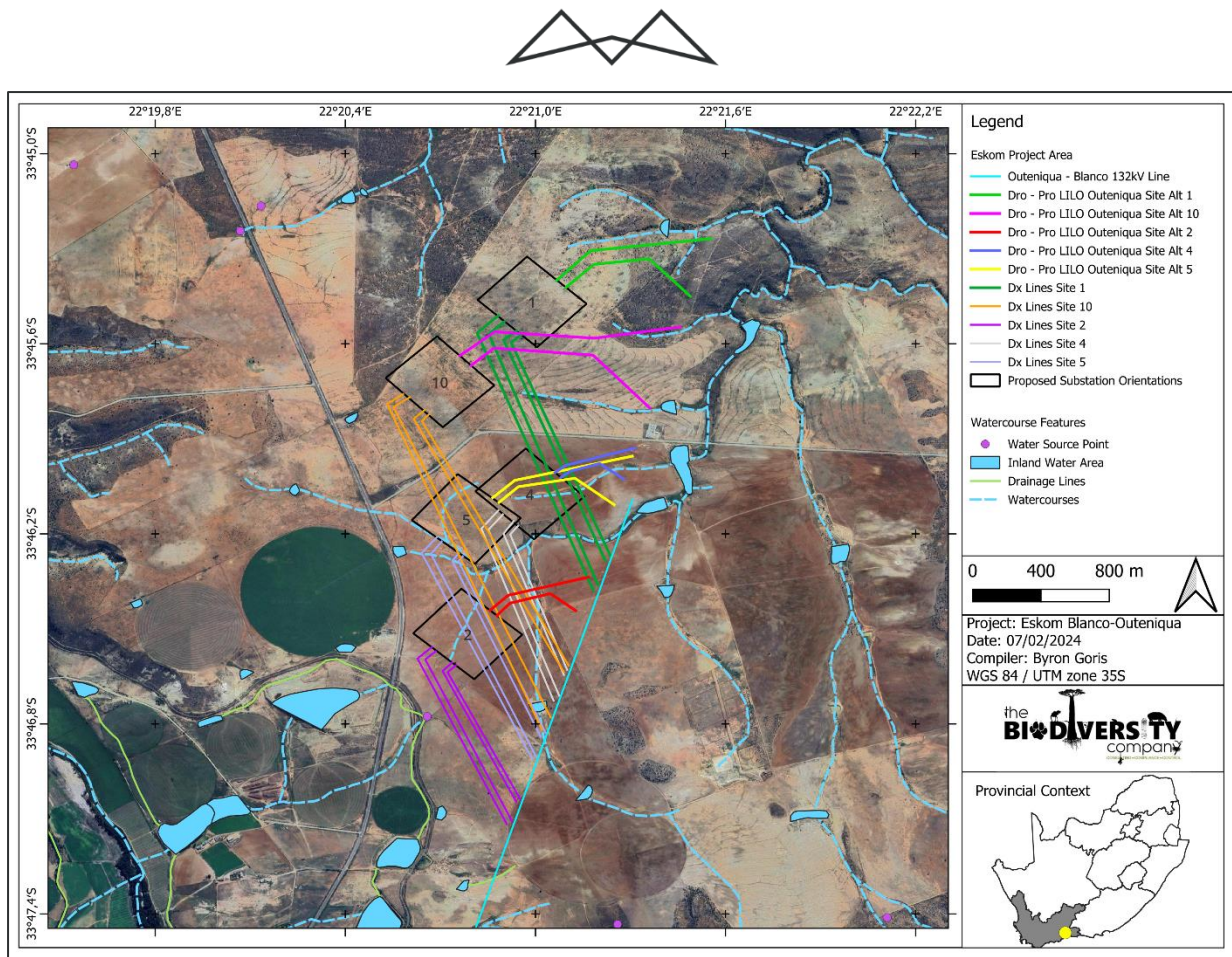 22°19,8'E 22°20,4'E 22°21,0'E 22°21,6'E 22°22,2'E
33°45,0'S
33°45,6'S
33°46,2'S
33°46,8'S
33°47,4'S
1
10
4
5
2
Legend
Eskom Project Area
Outeniqua - Blanco 132kV Line
Dro - Pro LILO Outeniqua Site Alt 1
Dro - Pro LILO Outeniqua Site Alt 10
Dro - Pro LILO Outeniqua Site Alt 2
Dro - Pro LILO Outeniqua Site Alt 4
Dro - Pro LILO Outeniqua Site Alt 5
Dx Lines Site 1
Dx Lines Site 10
Dx Lines Site 2
Dx Lines Site 4
Dx Lines Site 5
Proposed Substation Orientations
Watercourse Features
Water Source Point
Inland Water Area
Drainage Lines
Watercourses
0 400 800 m
Project: Eskom Blanco-Outeniqua
Date: 07/02/2024
Compiler: Byron Goris
WGS 84 / UTM zone 35S
the
BIODIVERSITY
company
Provincial Context